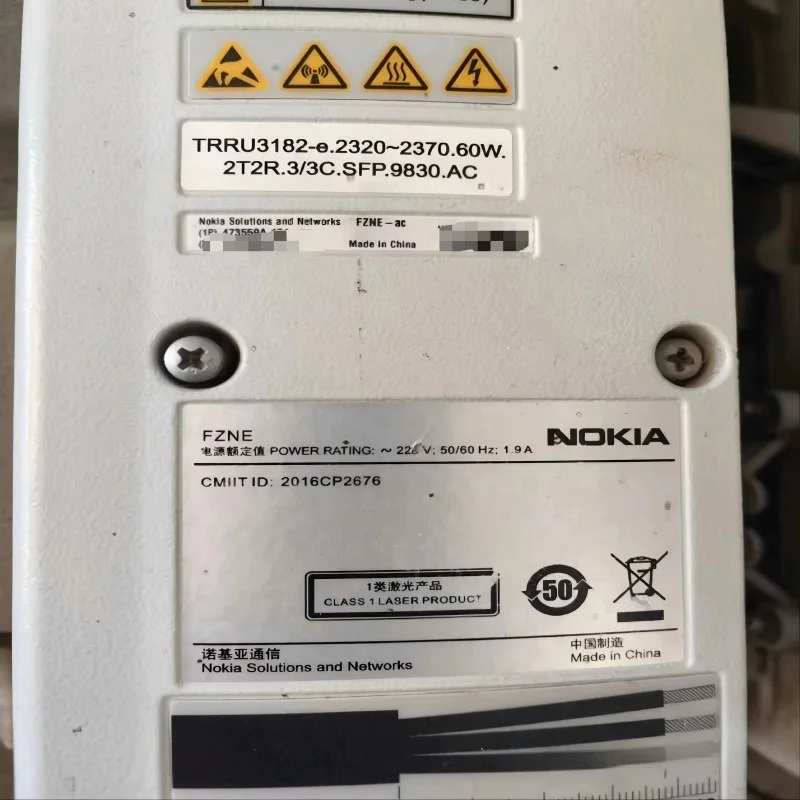 TRRU3182-e.2320~2370.60W.
2T2R.3/3C.SFP.9830.AC
Nokia Solutions and Networks FZNE-ac
(1P) 473559A
Made in China
FZNE
NOKIA
电源额定值 POWER RATING: ~ V; 50/60 Hz; 1.9 A
CMIIT ID: 2016CP2676
1类激光产品
CLASS 1 LASER PRODUCT
50
诺基亚通信
Nokia Solutions and Networks
中国制造
Made in China